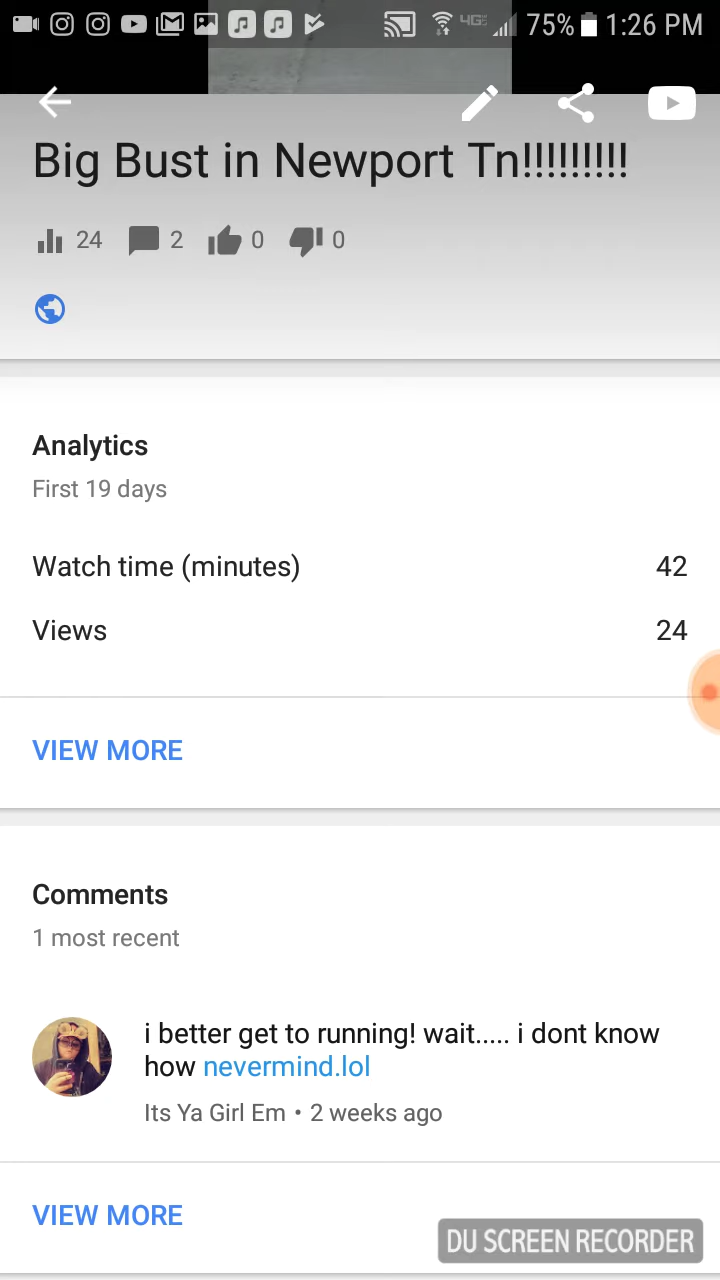 4GE 75% 1:26 PM
Big Bust in Newport Tn!!!!!!!!!
24 2 0 0
Analytics
First 19 days
Watch time (minutes) 42
Views 24
VIEW MORE
Comments
1 most recent
i better get to running! wait..... i dont know
how nevermind.lol
Its Ya Girl Em • 2 weeks ago
VIEW MORE
DU SCREEN RECORDER